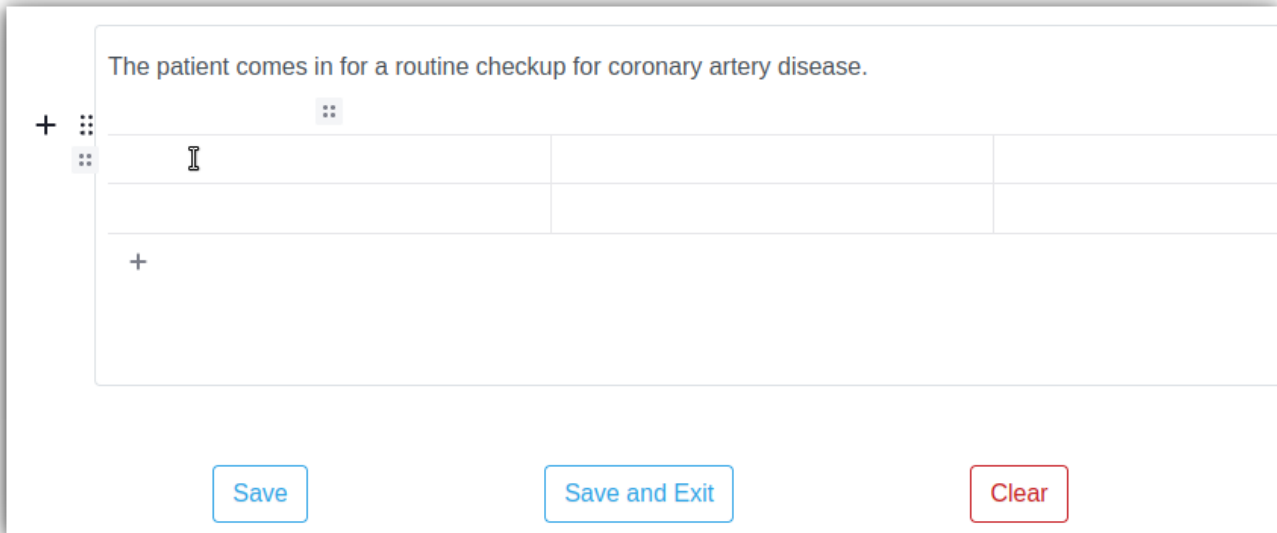 The patient comes in for a routine checkup for coronary artery disease.
Save
Save and Exit
Clear